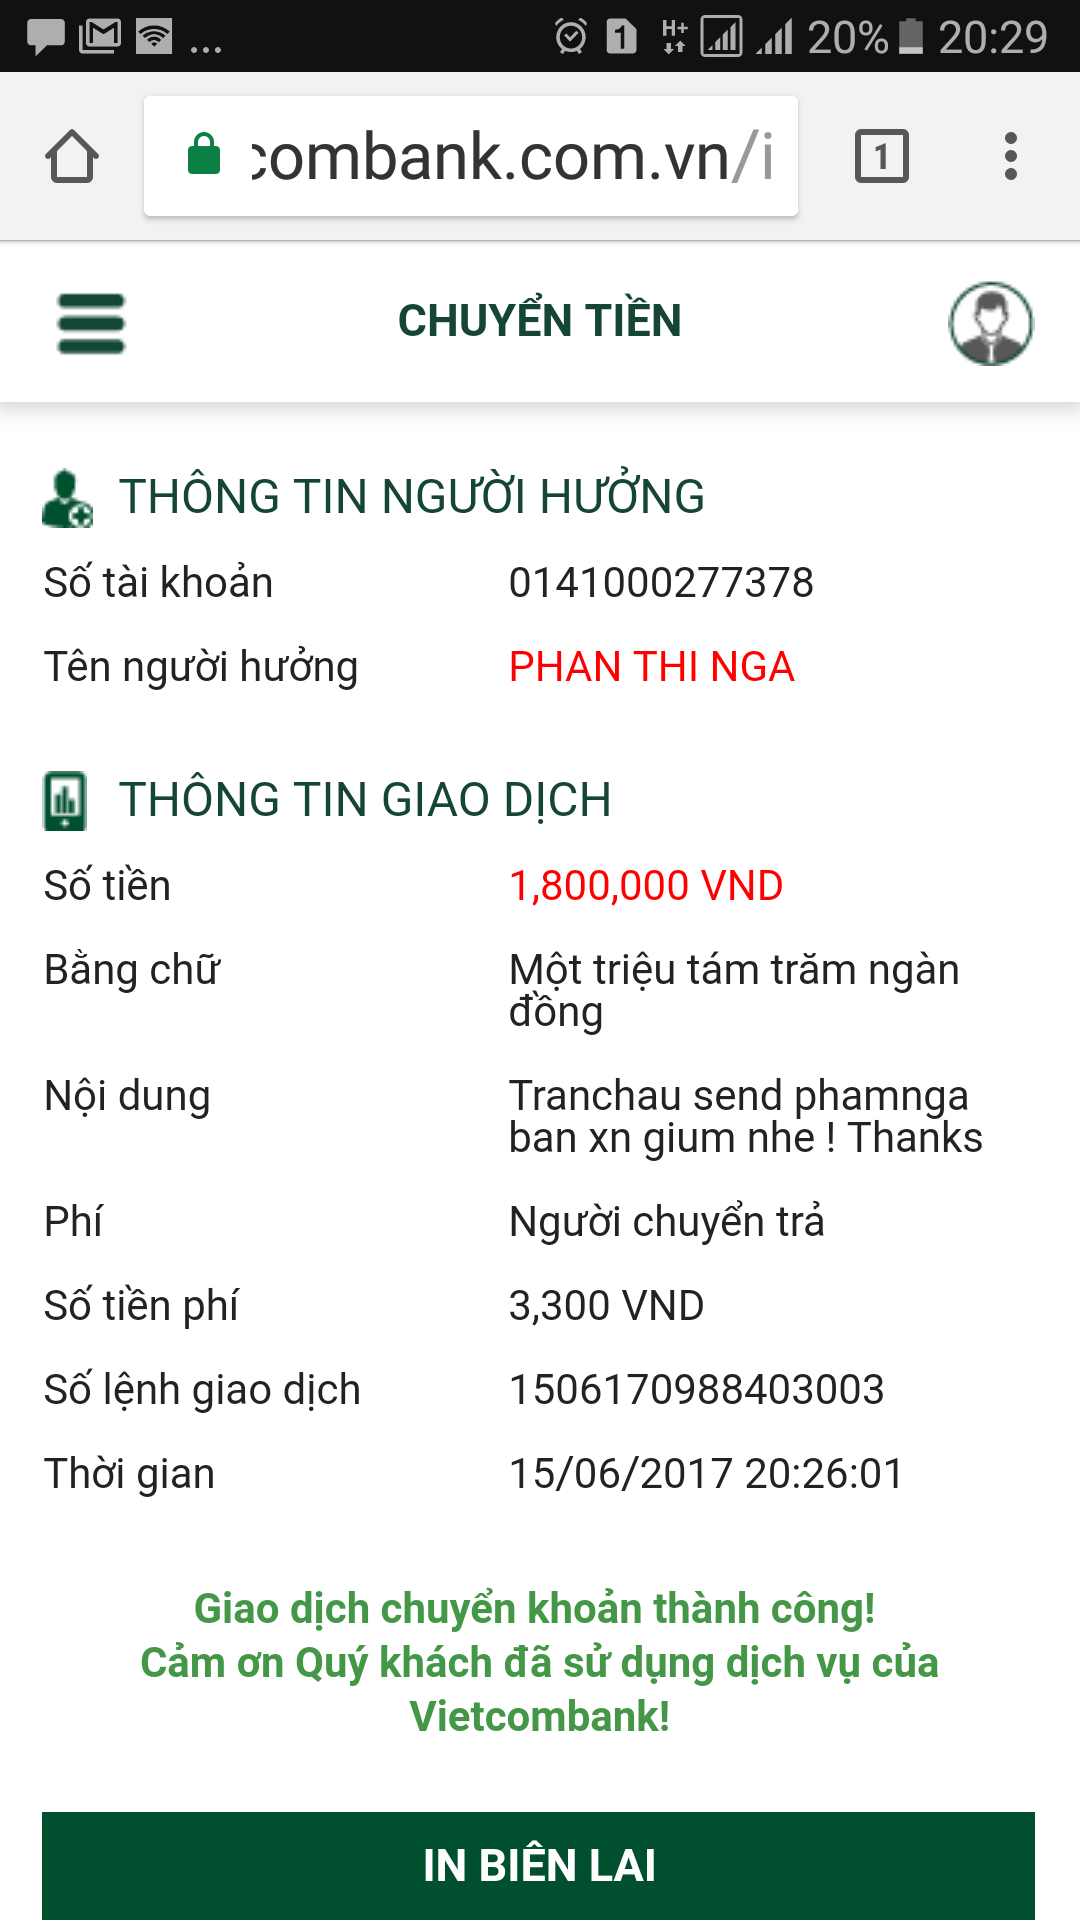 1 H+ 20% 20:29
combank.com.vn/i 1
CHUYỂN TIỀN
THÔNG TIN NGƯỜI HƯỞNG
Số tài khoản 0141000277378
Tên người hưởng PHAN THI NGA
THÔNG TIN GIAO DỊCH
Số tiền 1,800,000 VND
Bằng chữ Một triệu tám trăm ngàn
đồng
Nội dung Tranchau send phamnga
ban xn gium nhe ! Thanks
Phí Người chuyển trả
Số tiền phí 3,300 VND
Số lệnh giao dịch 1506170988403003
Thời gian 15/06/2017 20:26:01
Giao dịch chuyển khoản thành công!
Cảm ơn Quý khách đã sử dụng dịch vụ của
Vietcombank!
IN BIÊN LAI